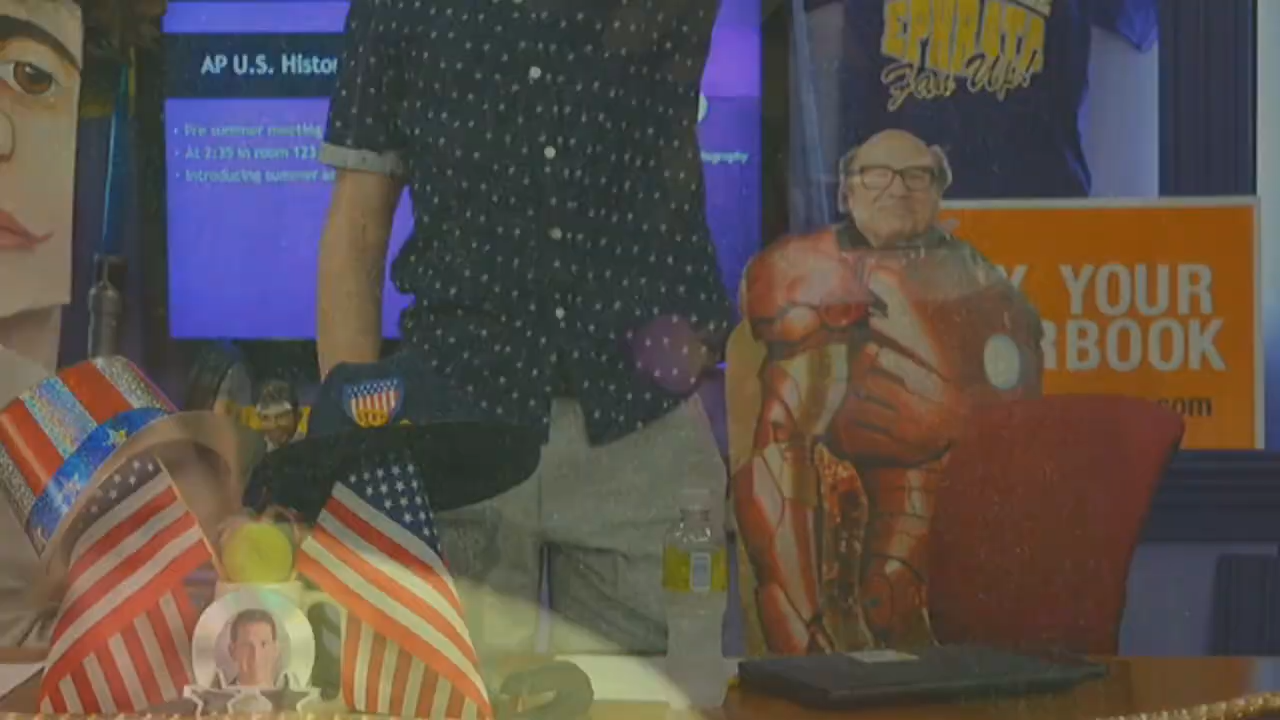 AP U.S. Histor
• Pre summer meeting
• At 2:35 in room 123
• Introducing summer as
EPHRATA
Fan Up!
Y YOUR
RBOOK
.com